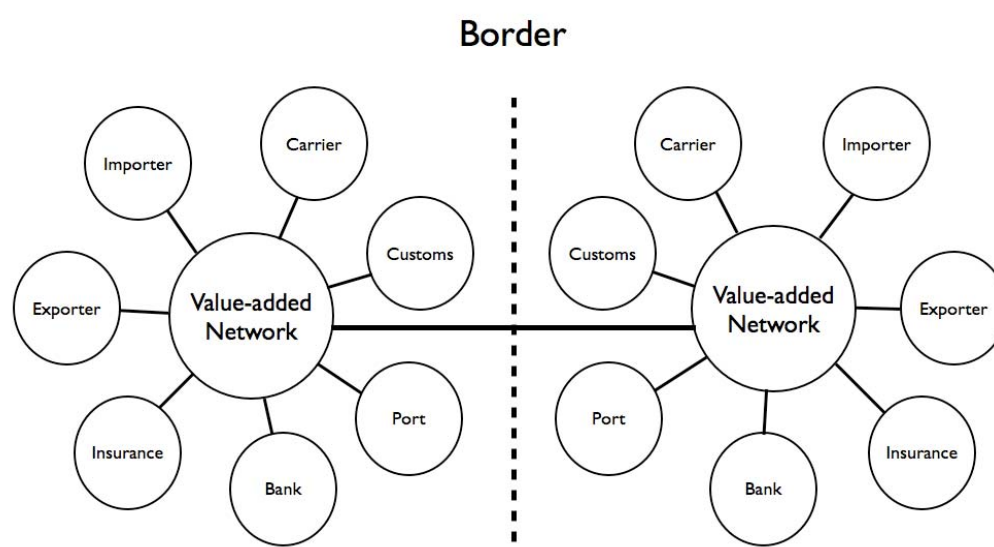 Border
Importer
Carrier
Customs
Exporter
Value-added
Network
Insurance
Bank
Port
Carrier
Importer
Customs
Value-added
Network
Exporter
Port
Bank
Insurance